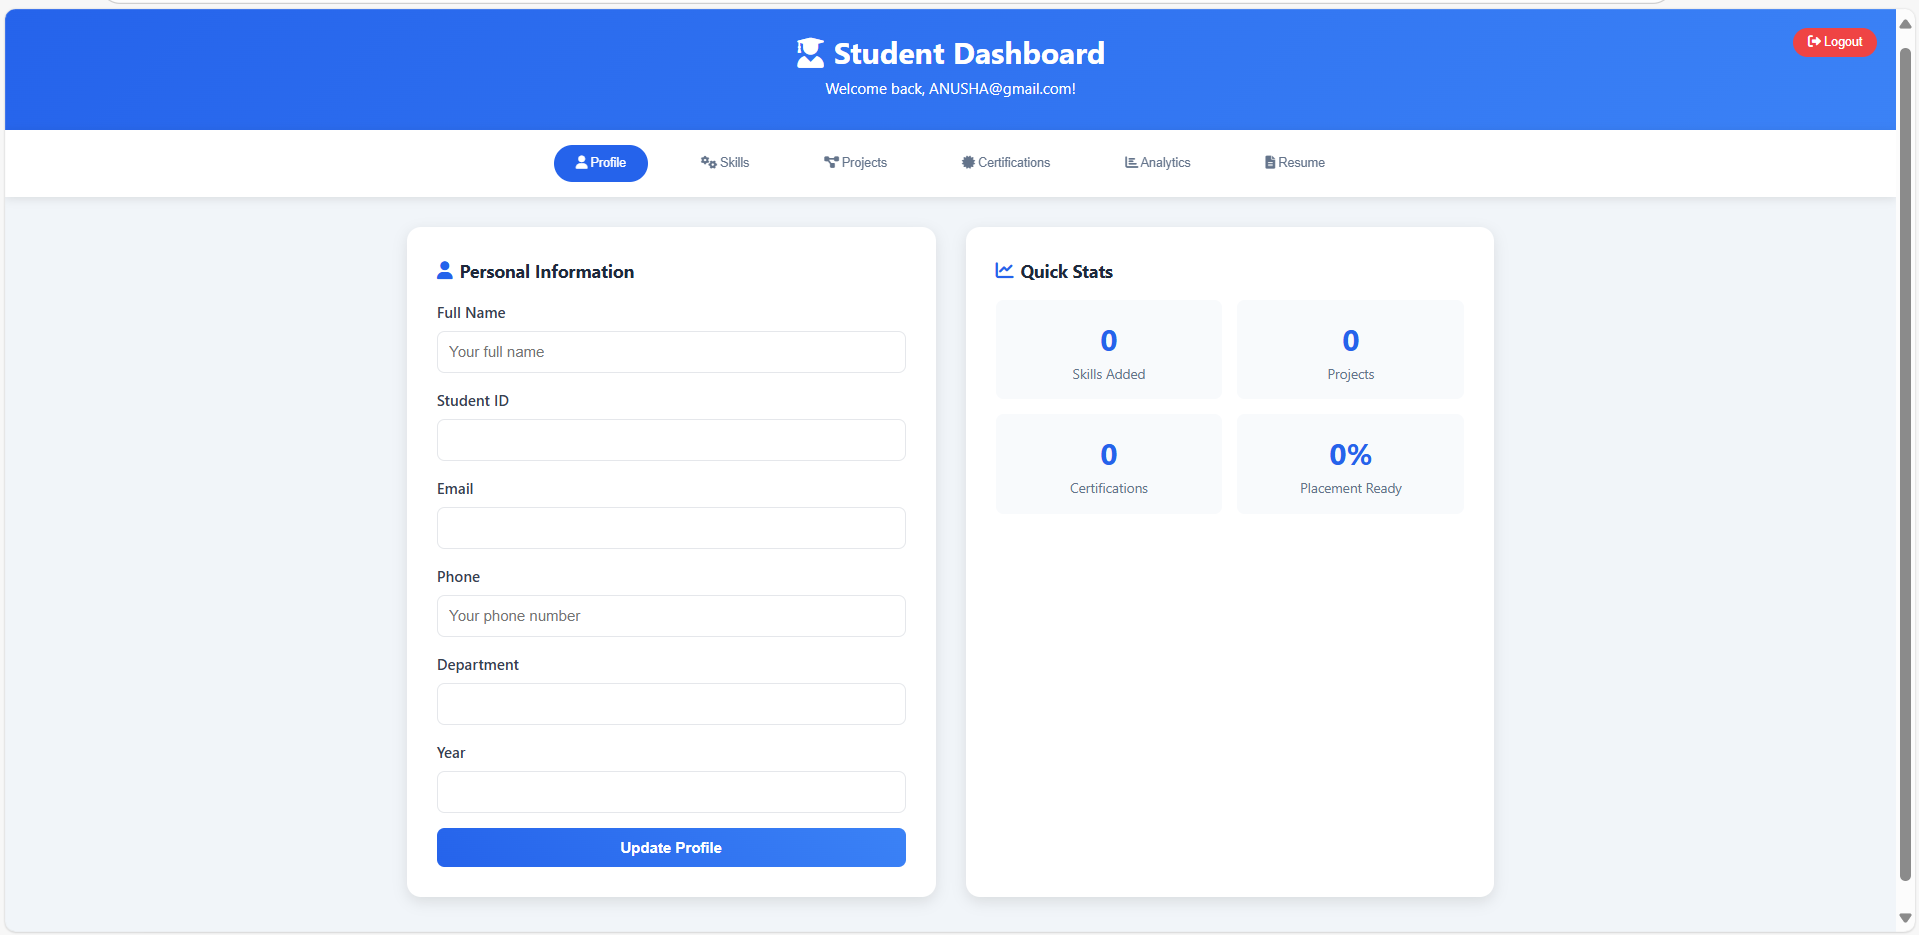 Student Dashboard
Logout
Welcome back, ANUSHA@gmail.com!
Profile
Skills
Projects
Certifications
Analytics
Resume
Personal Information
Full Name
Your full name
Student ID
Email
Phone
Your phone number
Department
Year
Update Profile
Quick Stats
0
Skills Added
0
Projects
0
Certifications
0%
Placement Ready